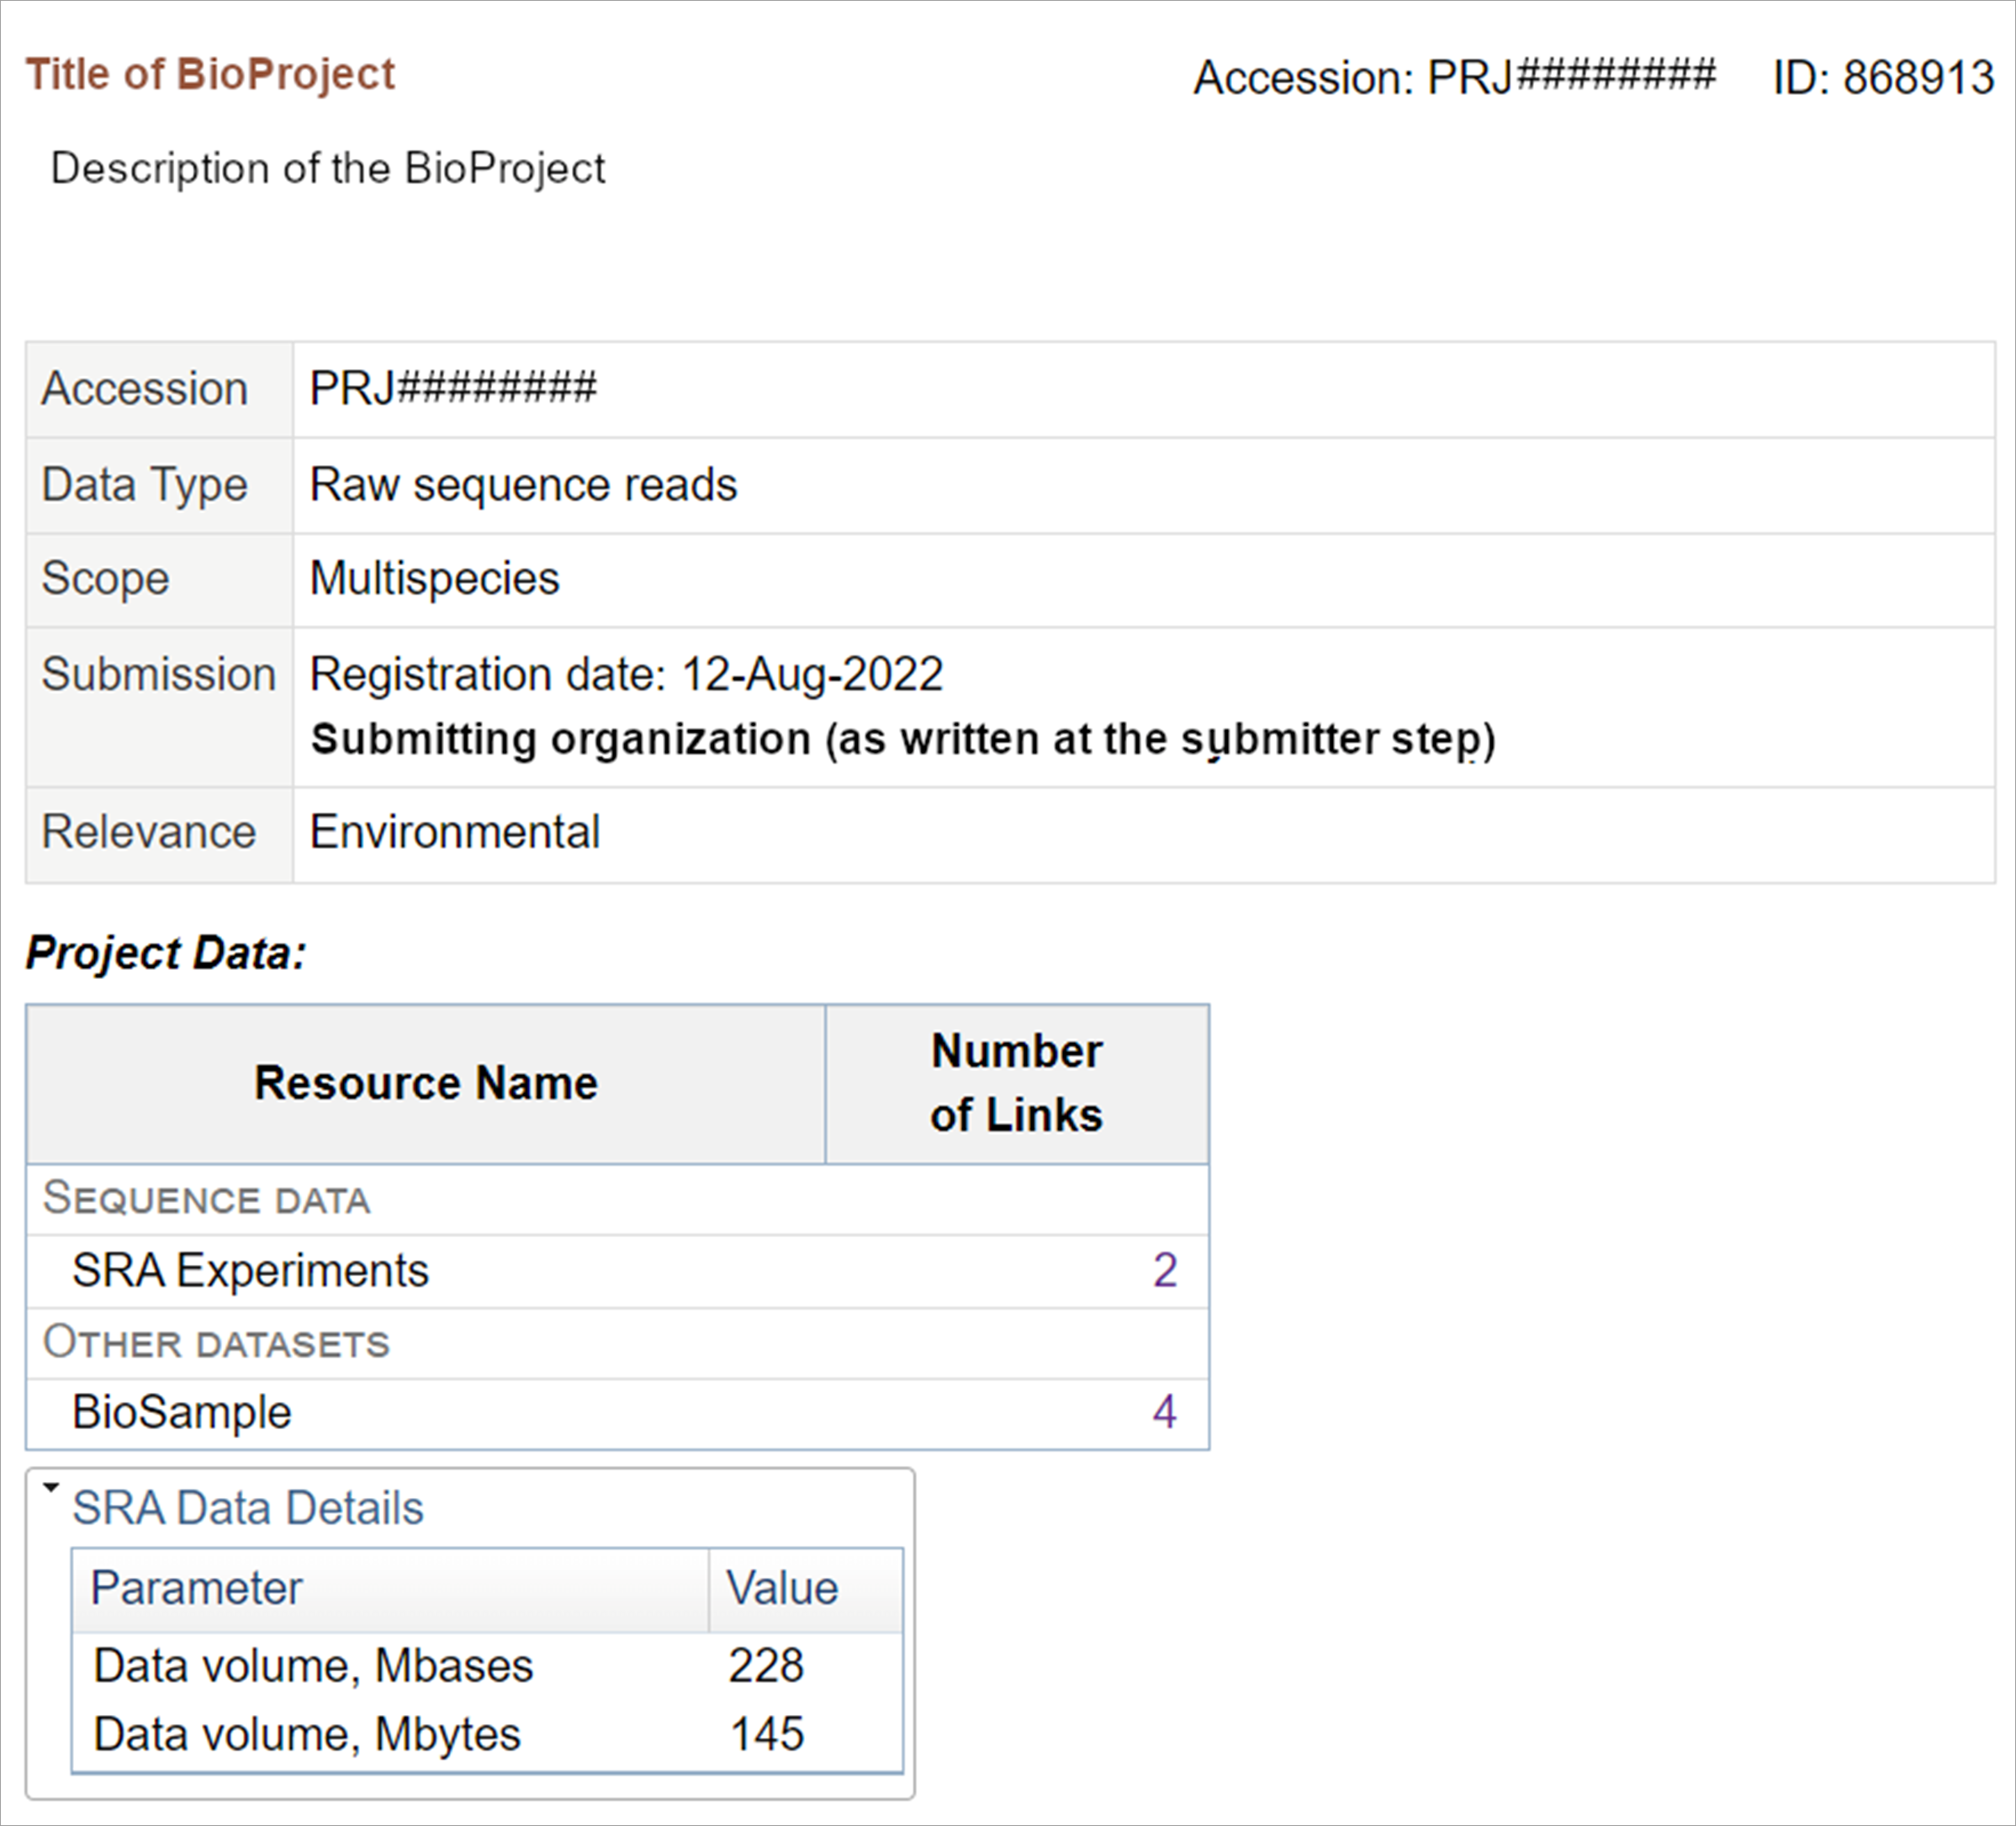 Title of BioProject Accession: PRJ######## ID: 868913
Description of the BioProject
Accession PRJ########
Data Type Raw sequence reads
Scope Multispecies
Submission Registration date: 12-Aug-2022
Submitting organization (as written at the submitter step)
Relevance Environmental
Project Data:
Resource Name Number of Links
SEQUENCE DATA
SRA Experiments 2
OTHER DATASETS
BioSample 4
SRA Data Details
Parameter Value
Data volume, Mbases 228
Data volume, Mbytes 145